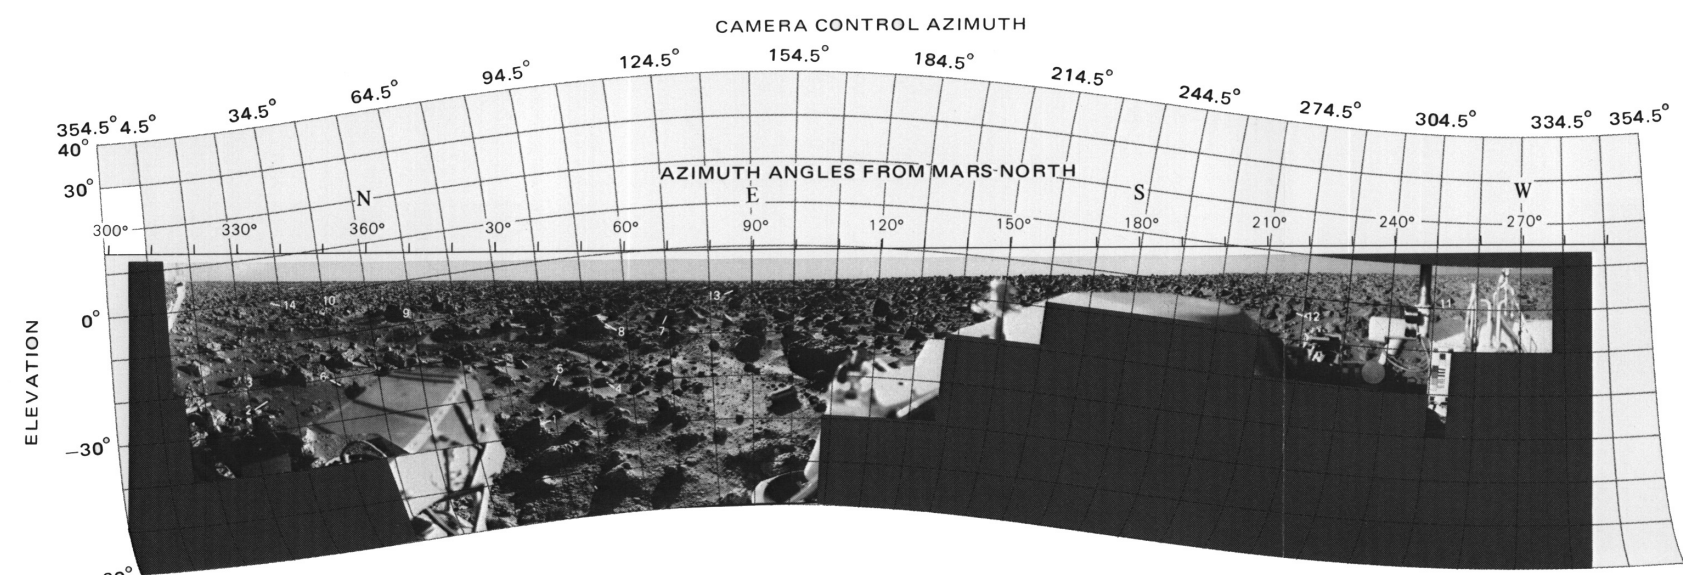 CAMERA CONTROL AZIMUTH
354.5° 4.5° 34.5° 64.5° 94.5° 124.5° 154.5° 184.5° 214.5° 244.5° 274.5° 304.5° 334.5° 354.5°
40°
30°
AZIMUTH ANGLES FROM MARS-NORTH
N E S W
300° 330° 360° 30° 60° 90° 120° 150° 180° 210° 240° 270°
ELEVATION
0°
-30°
14 10 9 8 7 13 12 11
6 5 4
2